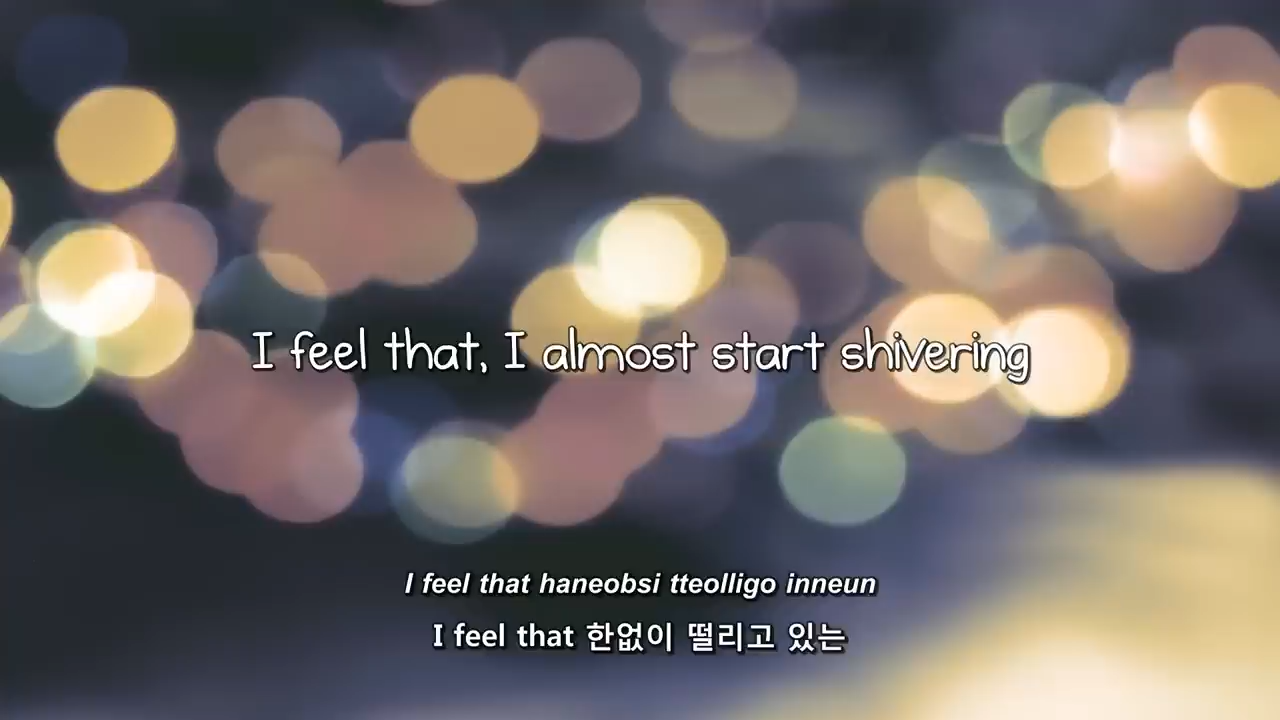 I feel that, I almost start shivering
I feel that haneobsi tteolligo inneun
I feel that 한없이 떨리고 있는